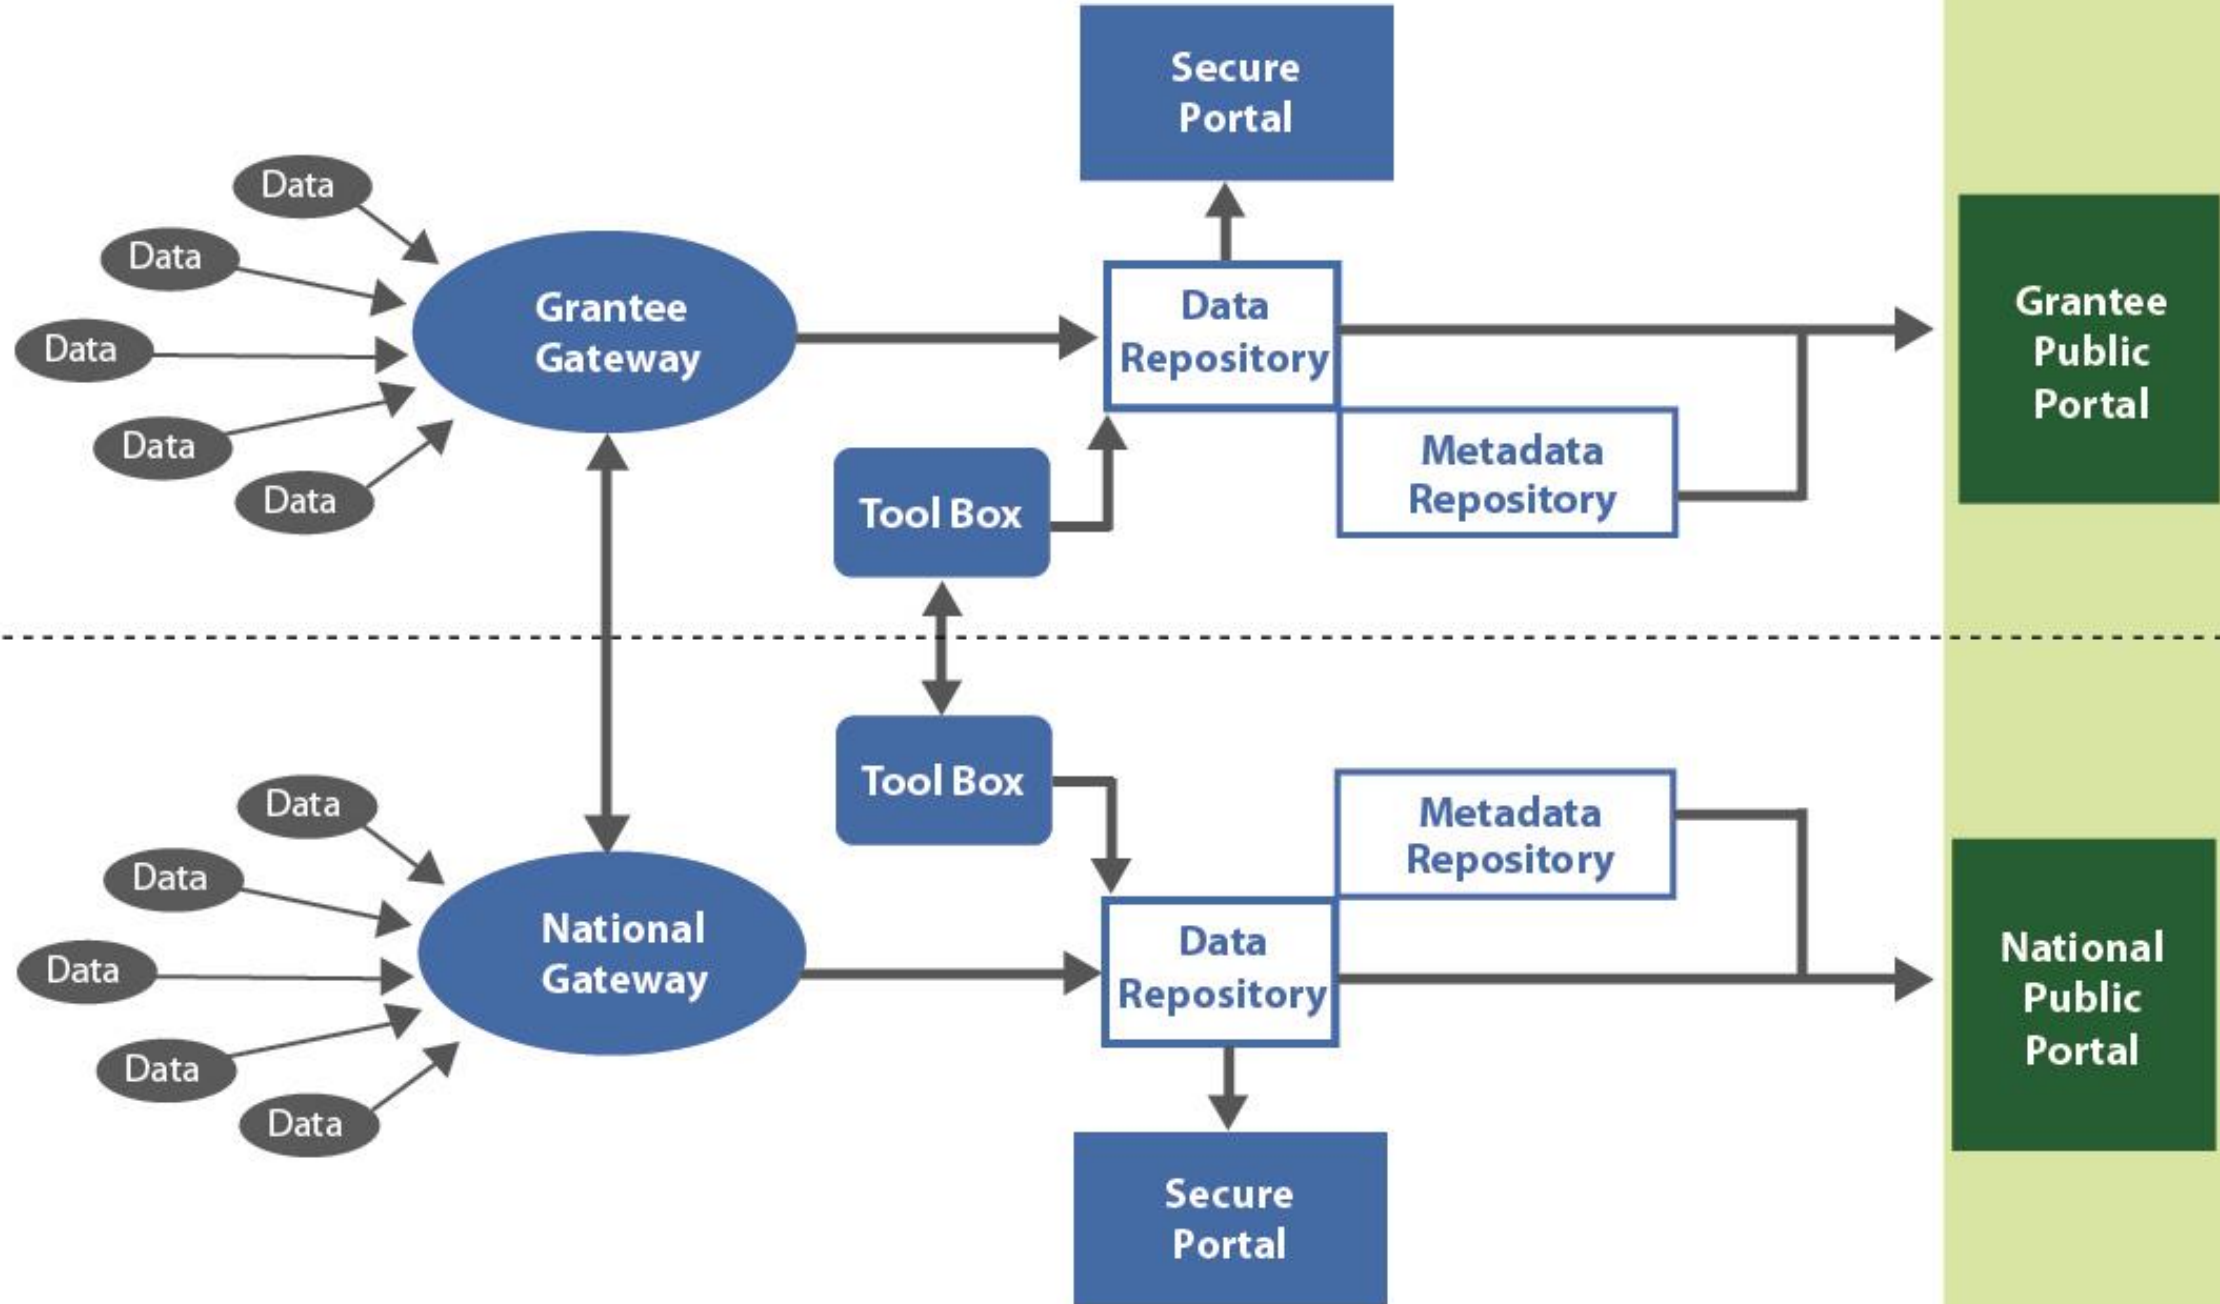 Secure
Portal
Data
Data
Data
Data
Data
Grantee
Gateway
Data
Repository
Metadata
Repository
Tool Box
Grantee
Public
Portal
Tool Box
Data
Data
Data
Data
Data
National
Gateway
Metadata
Repository
Data
Repository
National
Public
Portal
Secure
Portal